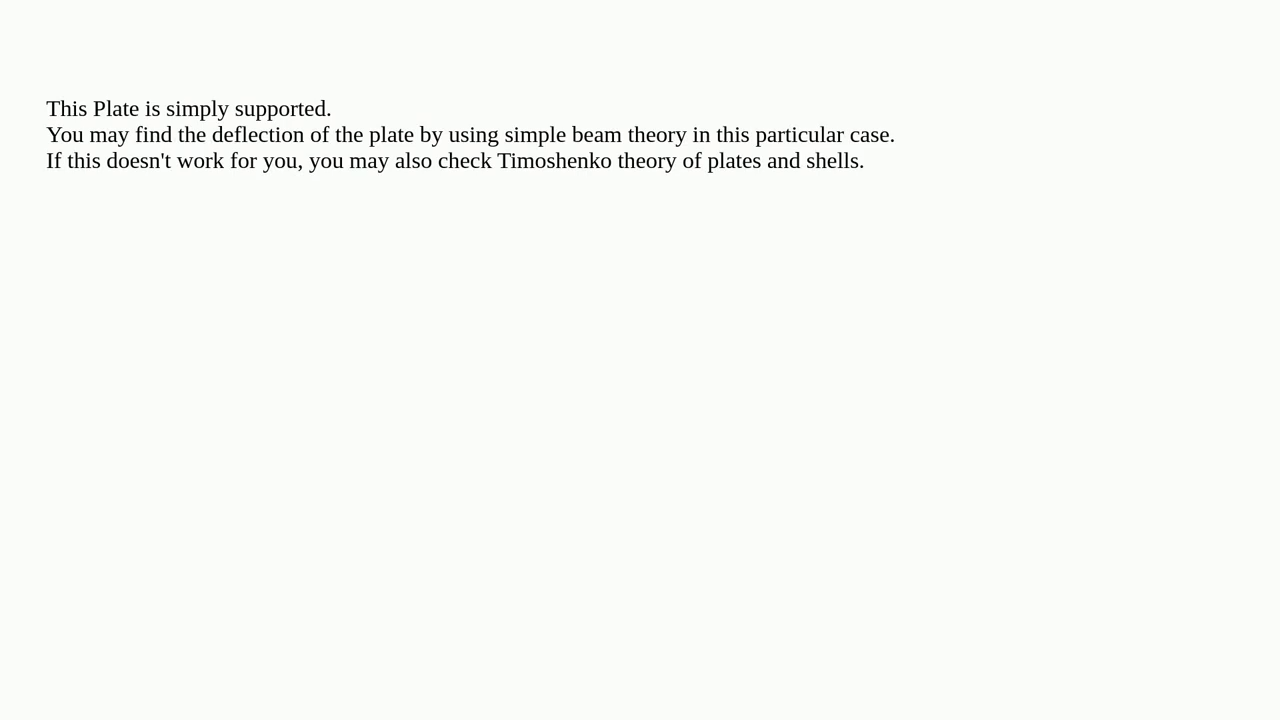 This Plate is simply supported.
You may find the deflection of the plate by using simple beam theory in this particular case.
If this doesn't work for you, you may also check Timoshenko theory of plates and shells.